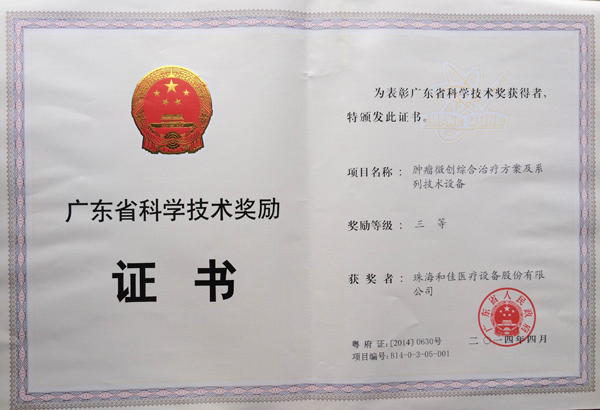 广东省科学技术奖励
证书
为表彰广东省科学技术奖获得者，
特颁发此证书。
项目名称：肿瘤微创综合治疗方案及系
列技术设备
奖励等级：三 等
获 奖 者：珠海和佳医疗设备股份有限
公司
广东省人民政府
粤 府 证：[2014] 0630号
二〇一四年四月
项目编号：B14-0-3-05-D01